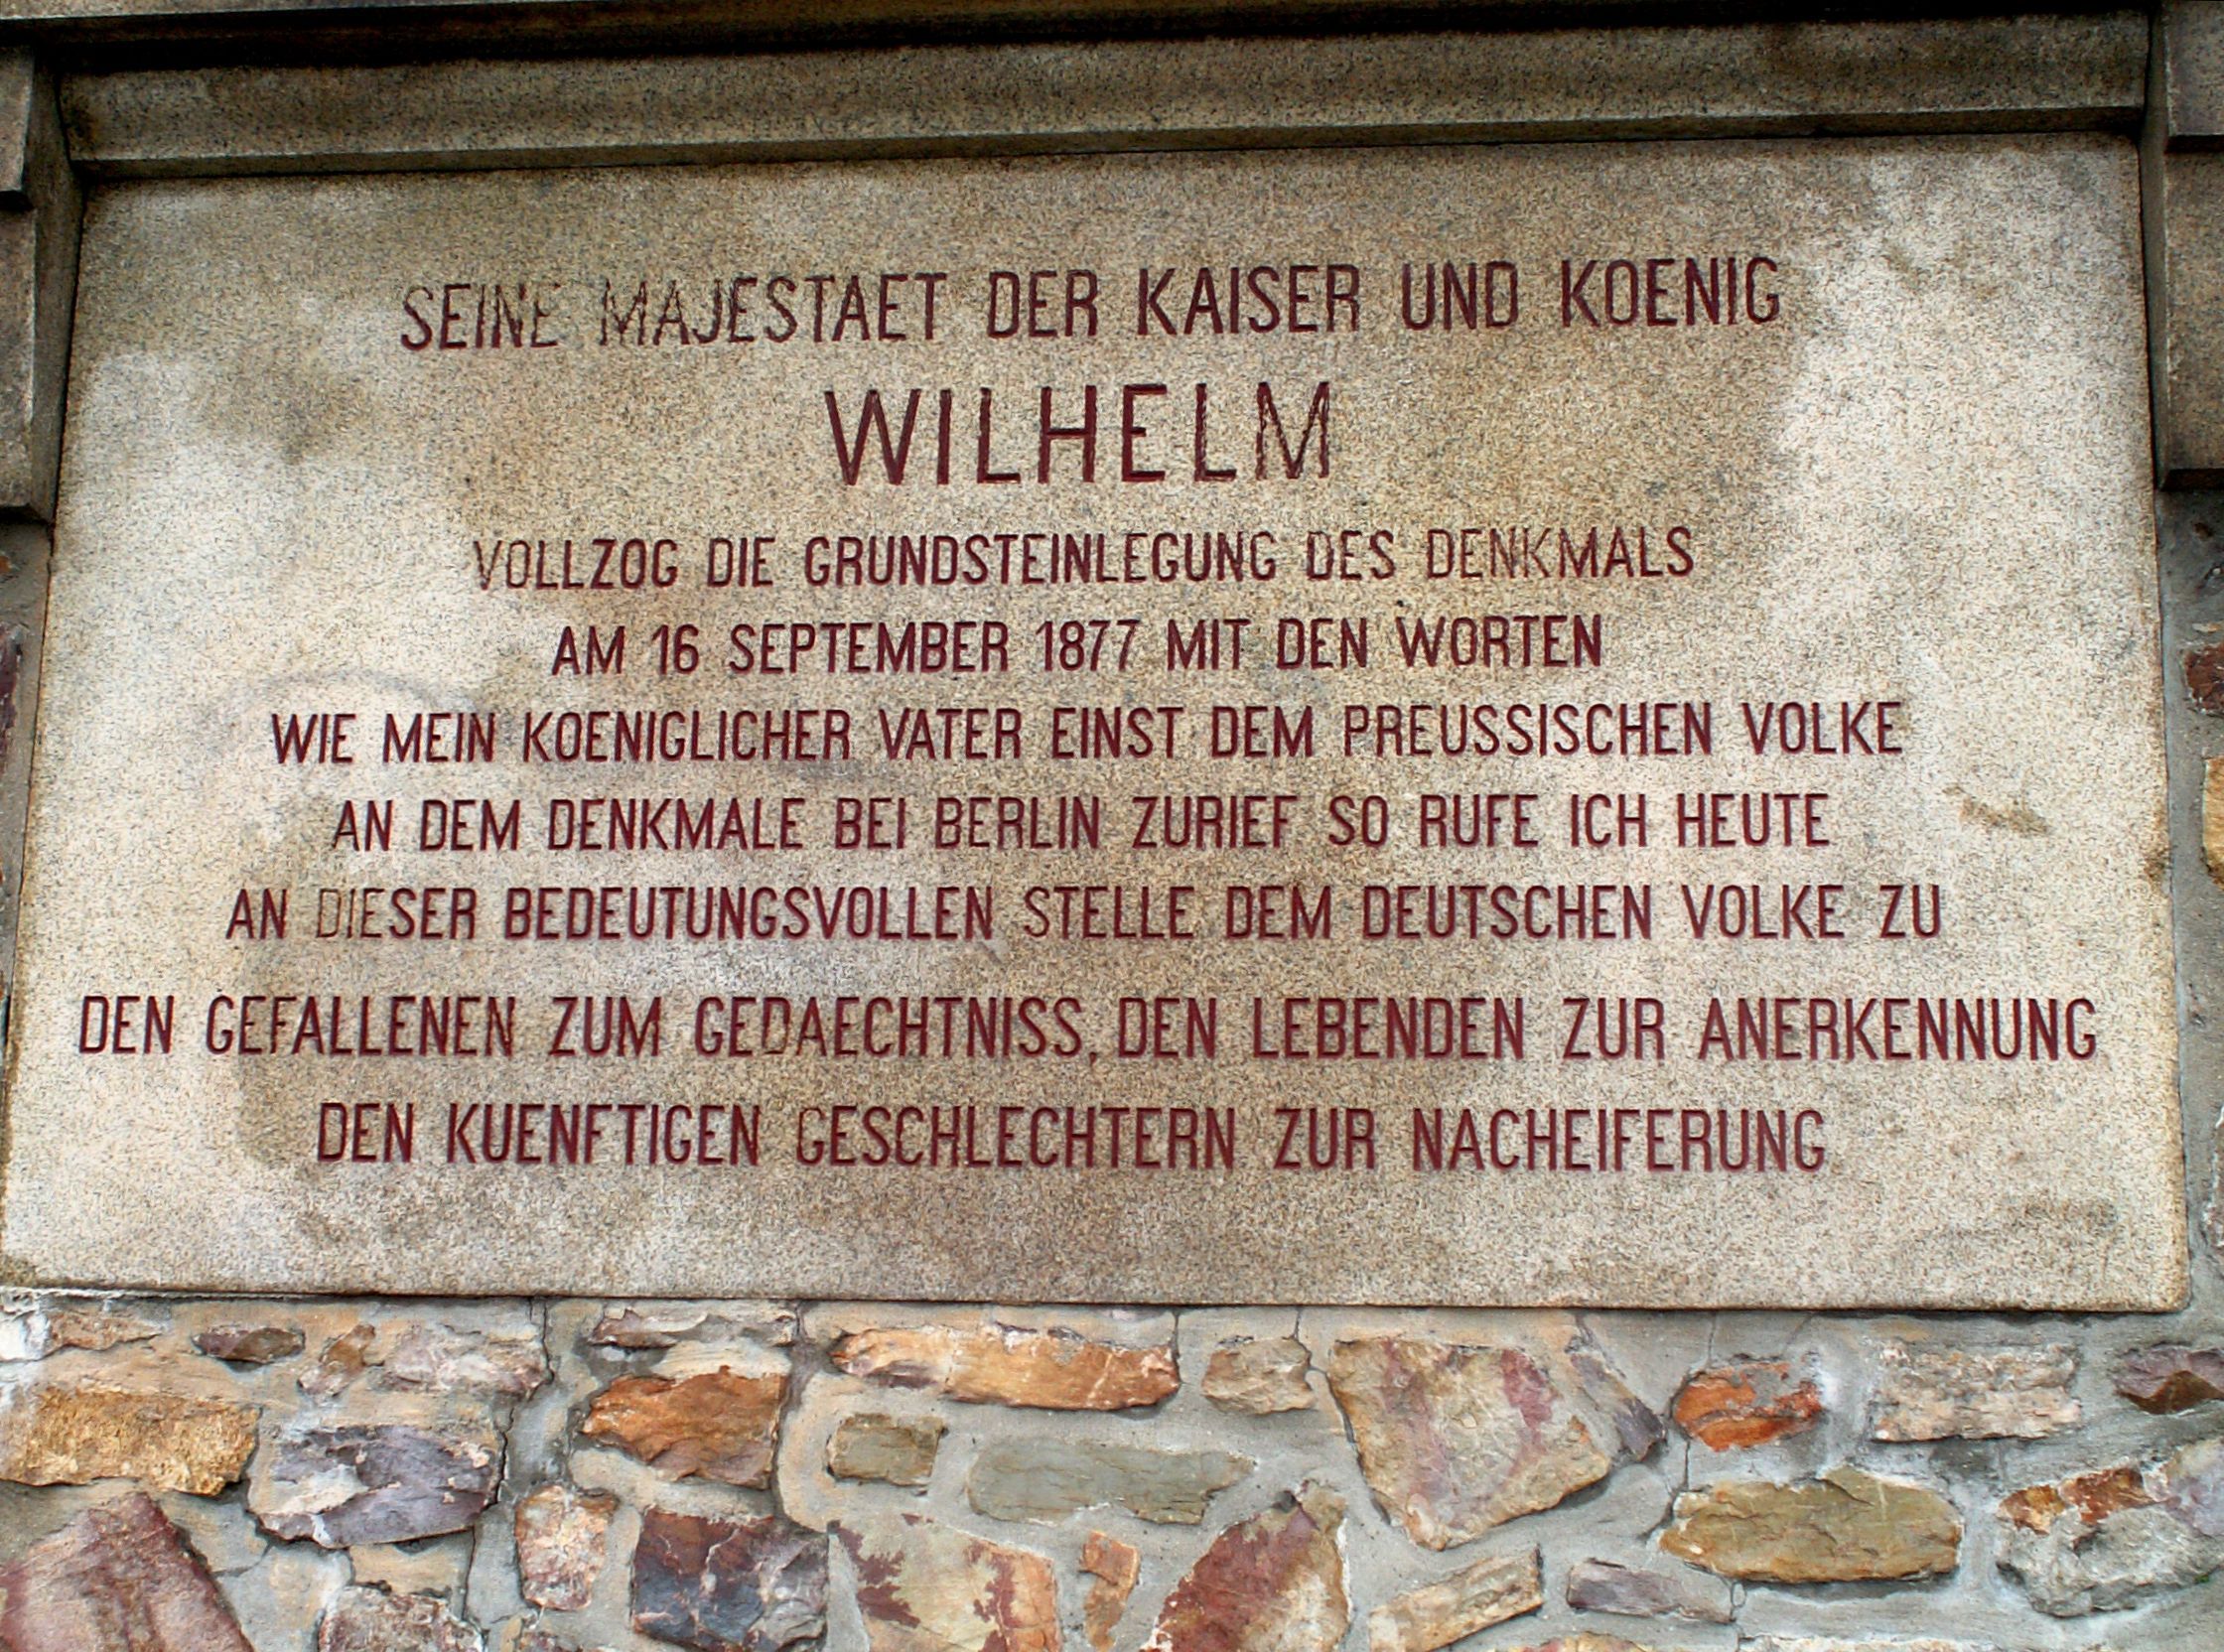 SEINE MAJESTAET DER KAISER UND KOENIG
WILHELM
VOLLZOG DIE GRUNDSTEINLEGUNG DES DENKMALS
AM 16 SEPTEMBER 1877 MIT DEN WORTEN
WIE MEIN KOENIGLICHER VATER EINST DEM PREUSSISCHEN VOLKE
AN DEM DENKMALE BEI BERLIN ZURIEF SO RUFE ICH HEUTE
AN DIESER BEDEUTUNGSVOLLEN STELLE DEM DEUTSCHEN VOLKE ZU
DEN GEFALLENEN ZUM GEDAECHTNISS, DEN LEBENDEN ZUR ANERKENNUNG
DEN KUENFTIGEN GESCHLECHTERN ZUR NACHEIFERUNG